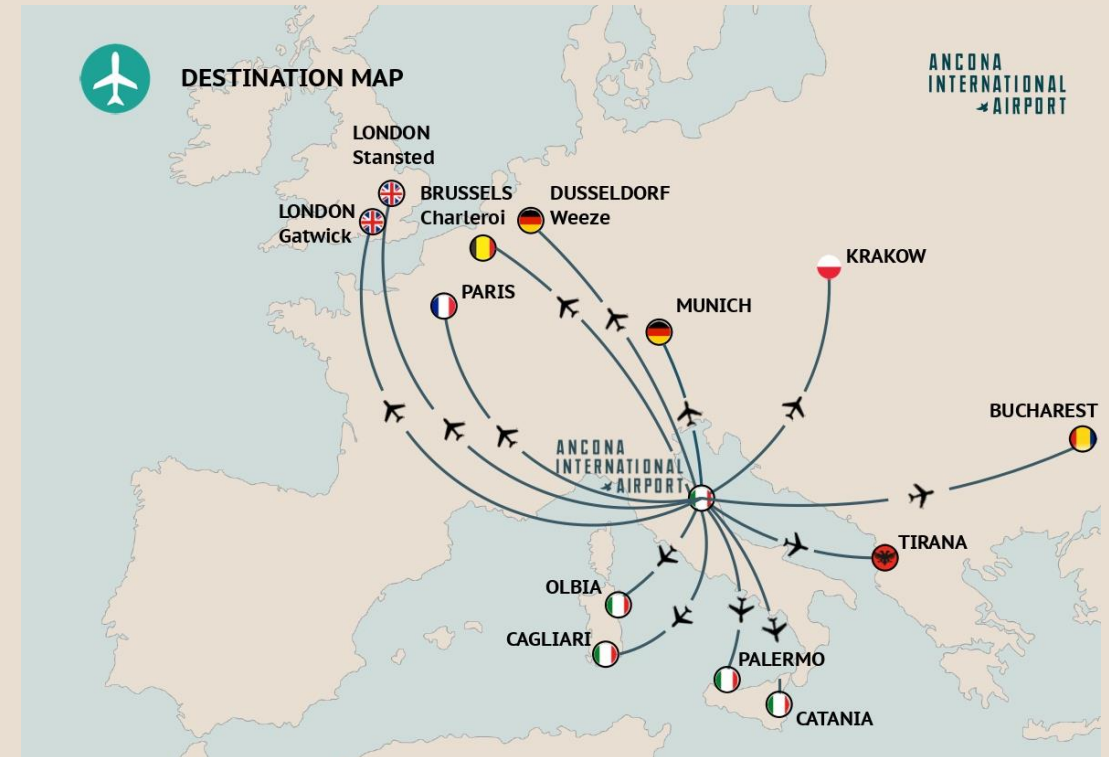 DESTINATION MAP
ANCONA
INTERNATIONAL
AIRPORT
LONDON
Stansted
LONDON
Gatwick
BRUSSELS
Charleroi
DUSSELDORF
Weeze
KRAKOW
PARIS
MUNICH
BUCHAREST
ANCONA
INTERNATIONAL
AIRPORT
TIRANA
OLBIA
CAGLIARI
PALERMO
CATANIA